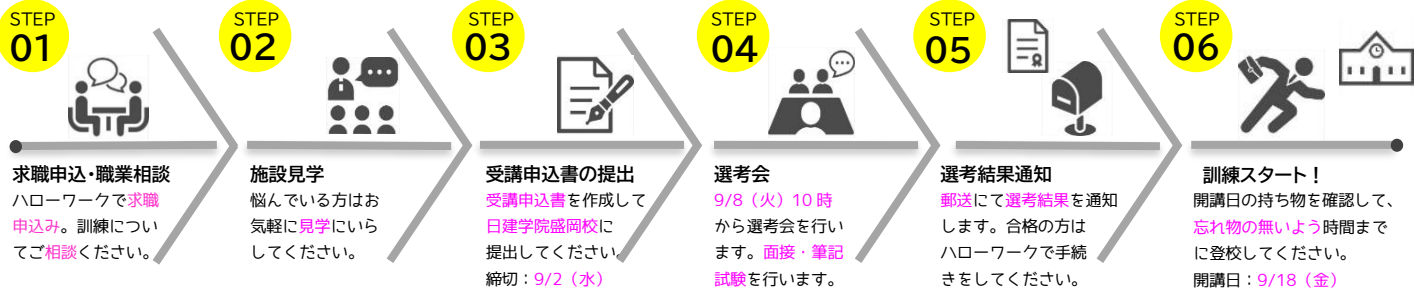 STEP
01
求職申込・職業相談
ハローワークで求職
申込み。訓練につい
てご相談ください。
STEP
02
施設見学
悩んでいる方はお
気軽に見学にいら
してください。
STEP
03
受講申込書の提出
受講申込書を作成して
日建学院盛岡校に
提出してください。
締切：9/2（水）
STEP
04
選考会
9/8（火）10 時
から選考会を行い
ます。面接・筆記
試験を行います。
STEP
05
選考結果通知
郵送にて選考結果を通知
します。合格の方は
ハローワークで手続
きをしてください。
STEP
06
訓練スタート！
開講日の持ち物を確認して、
忘れ物の無いよう時間まで
に登校してください。
開講日：9/18（金）